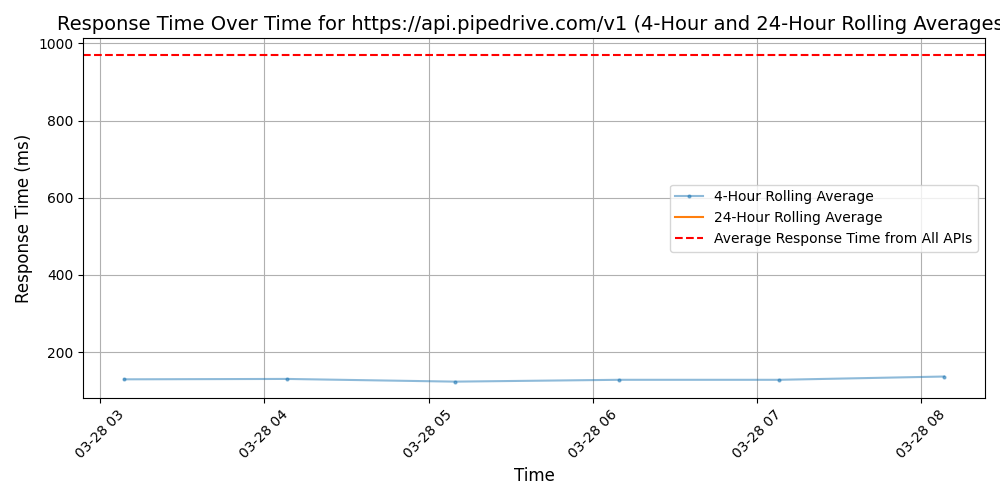 Response Time Over Time for https://api.pipedrive.com/v1 (4-Hour and 24-Hour Rolling Averages
Response Time (ms)
1000
800
600
400
200
4-Hour Rolling Average
24-Hour Rolling Average
Average Response Time from All APIs
03-28 03
03-28 04
03-28 05
03-28 06
03-28 07
03-28 08
Time